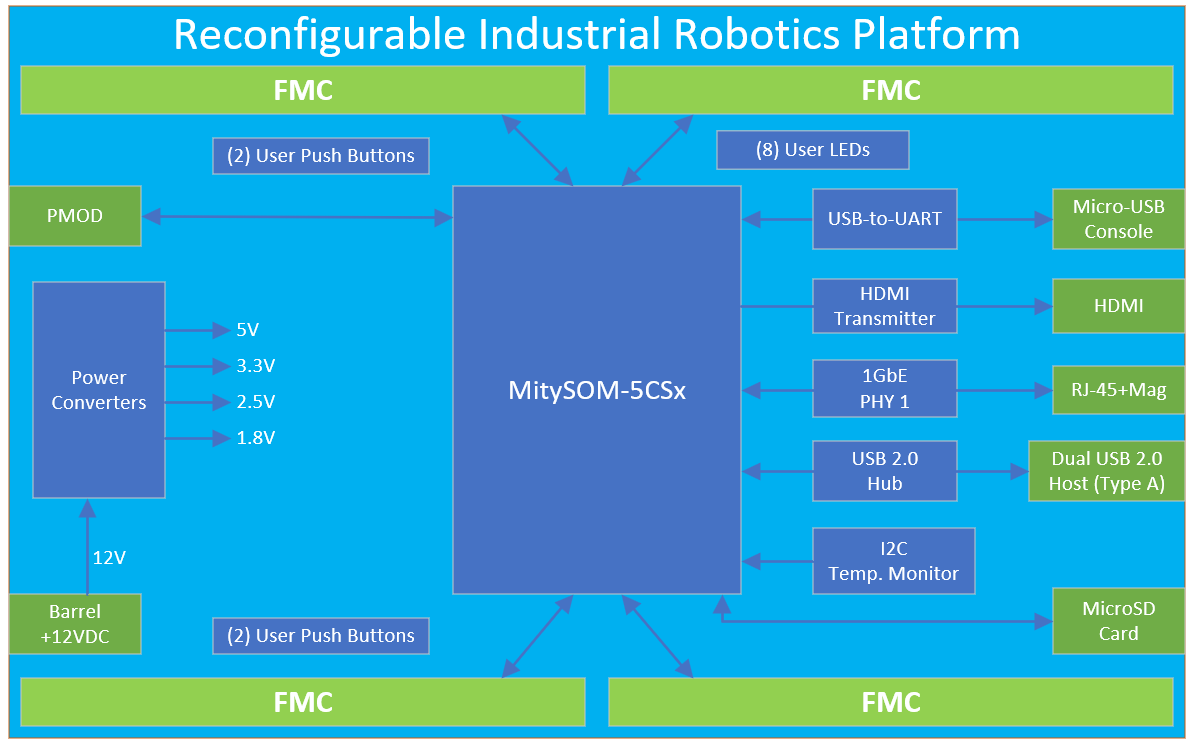 Reconfigurable Industrial Robotics Platform
FMC
FMC
(2) User Push Buttons
(8) User LEDs
PMOD
USB-to-UART
Micro-USB
Console
HDMI
Transmitter
HDMI
5V
3.3V
2.5V
1.8V
Power
Converters
MitySOM-5CSx
1GbE
PHY 1
RJ-45+Mag
USB 2.0
Hub
Dual USB 2.0
Host (Type A)
12V
I2C
Temp. Monitor
Barrel
+12VDC
(2) User Push Buttons
MicroSD
Card
FMC
FMC